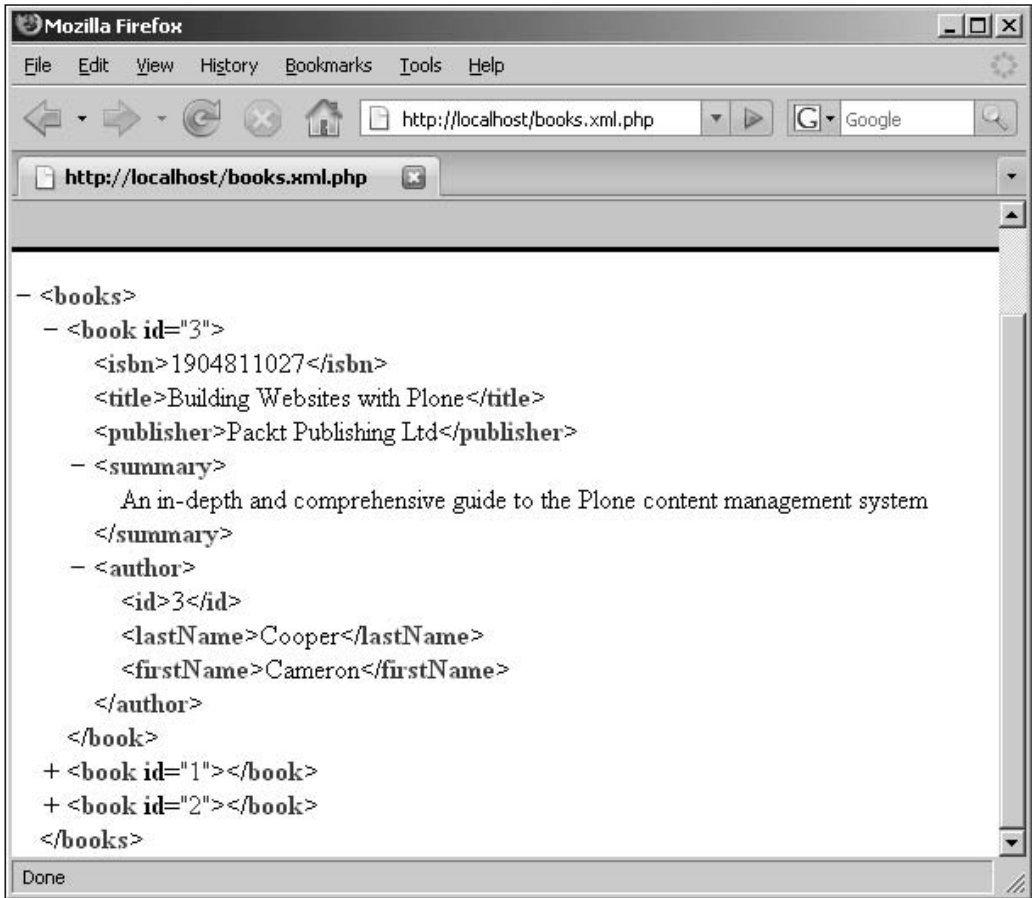 Mozilla Firefox
File Edit View History Bookmarks Tools Help
http://localhost/books.xml.php G Google
http://localhost/books.xml.php
− <books>
− <book id="3">
<isbn>1904811027</isbn>
<title>Building Websites with Plone</title>
<publisher>Packt Publishing Ltd</publisher>
− <summary>
An in-depth and comprehensive guide to the Plone content management system
</summary>
− <author>
<id>3</id>
<lastName>Cooper</lastName>
<firstName>Cameron</firstName>
</author>
</book>
+ <book id="1"></book>
+ <book id="2"></book>
</books>
Done